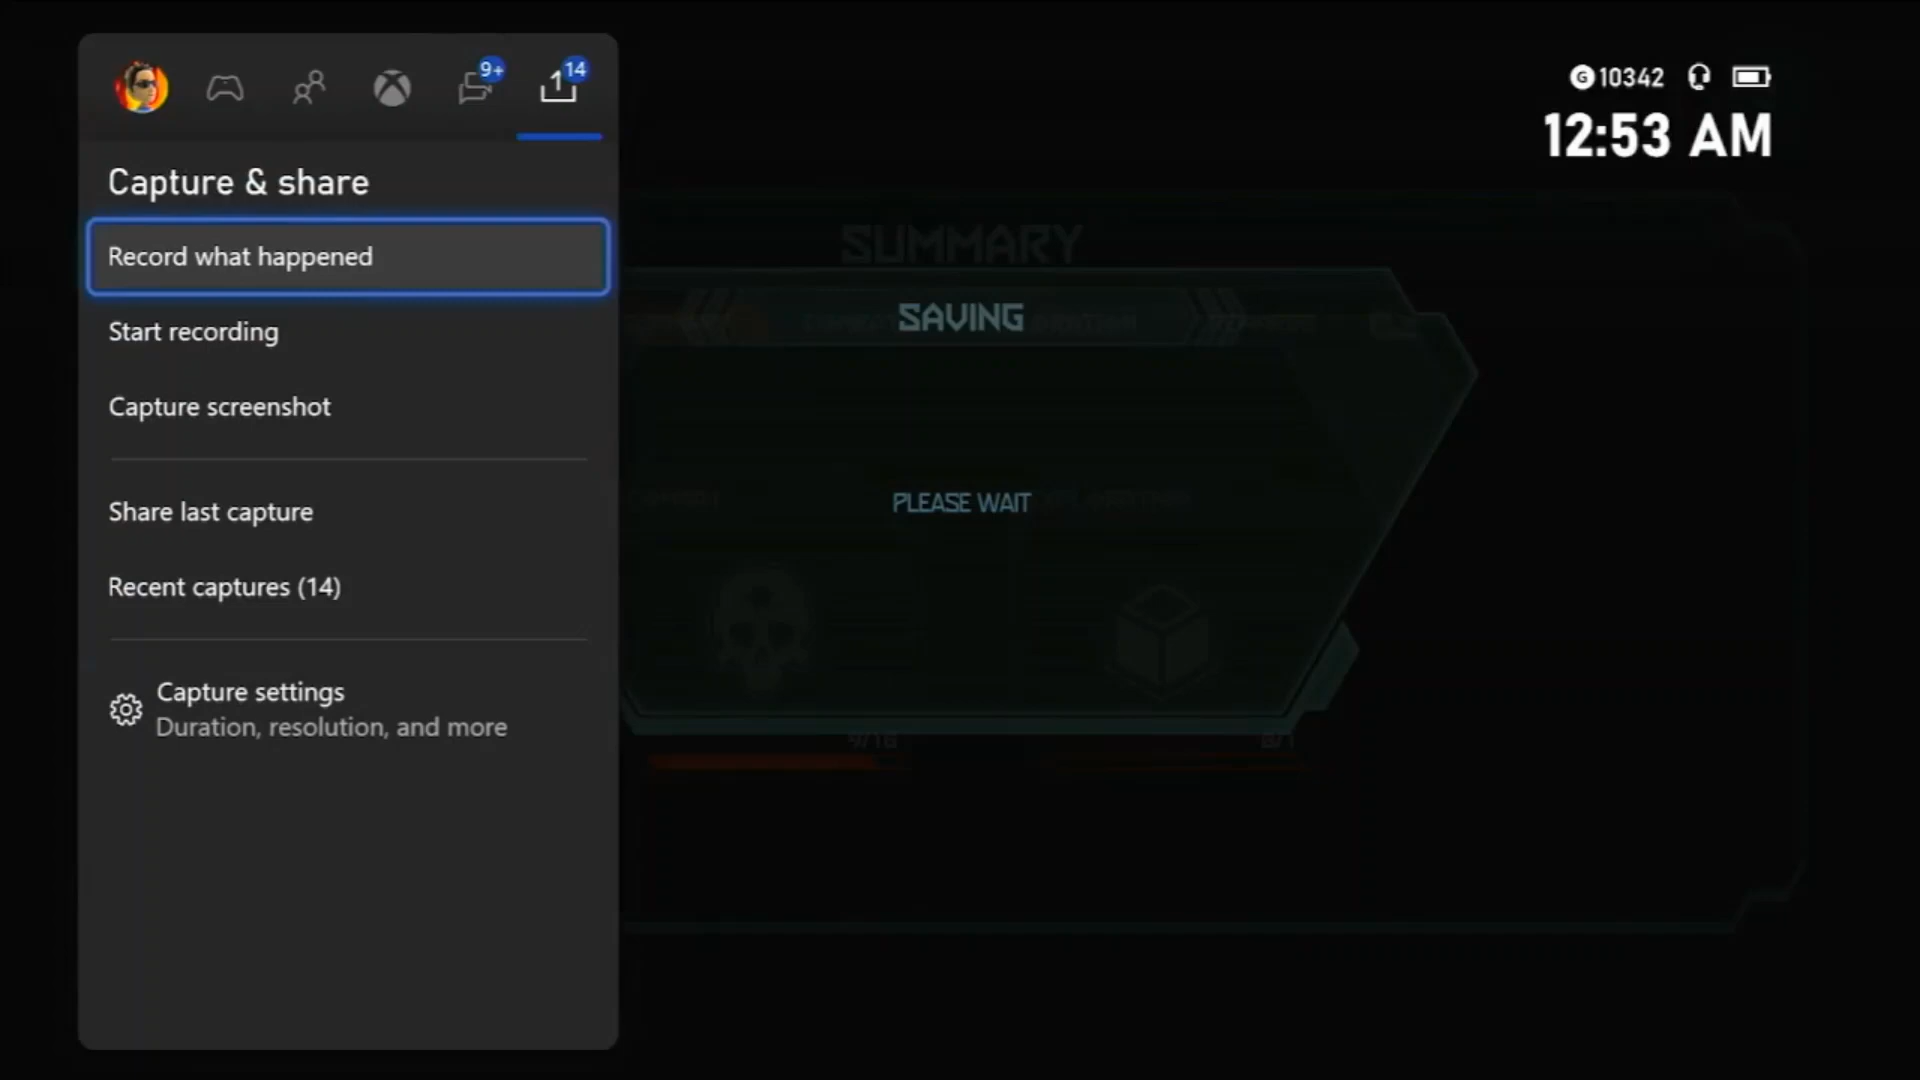 9+
14
G 10342
12:53 AM
Capture & share
Record what happened
Start recording
Capture screenshot
Share last capture
Recent captures (14)
Capture settings
Duration, resolution, and more
SUMMARY
SAVING
PLEASE WAIT